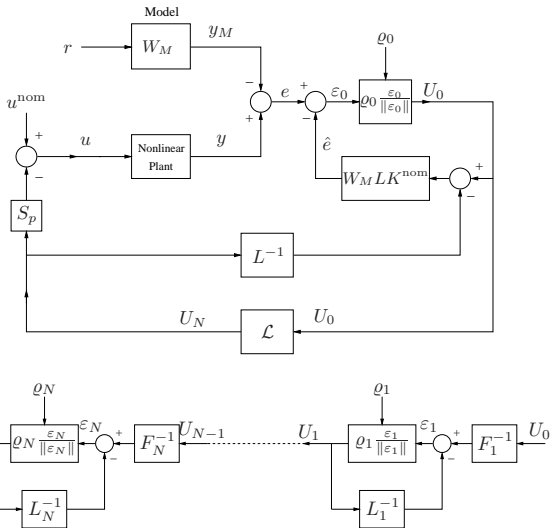 Model
r
W_M
y_M
ϱ_0
e
ε_0
ϱ_0 ε_0/‖ε_0‖
U_0
u^nom
u
Nonlinear
Plant
y
ê
W_M L K^nom
S_p
L^{-1}
U_N
ℒ
U_0
ϱ_N
ε_N
ϱ_N ε_N/‖ε_N‖
F_N^{-1}
U_{N-1}
L_N^{-1}
U_1
ϱ_1
ϱ_1 ε_1/‖ε_1‖
ε_1
F_1^{-1}
U_0
L_1^{-1}